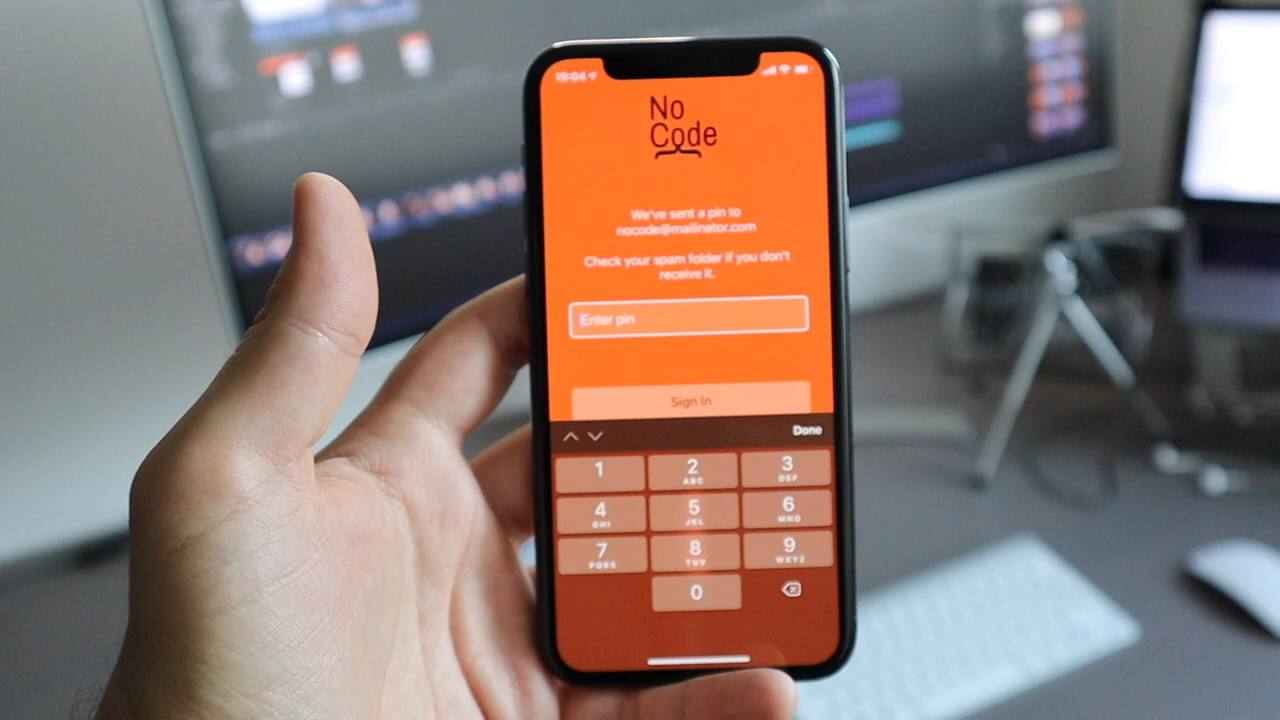 19:04
No
Code
We've sent a pin to
nocode@mailinator.com
Check your spam folder if you don't
receive it.
Enter pin
Sign In
Done
1
2
ABC
3
DEF
4
GHI
5
JKL
6
MNO
7
PQRS
8
TUV
9
WXYZ
0